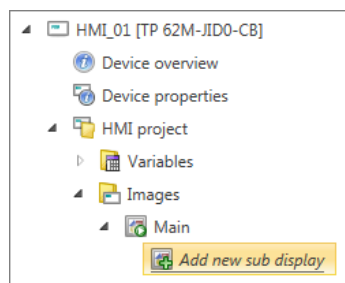 HMI_01 [TP 62M-JID0-CB]
Device overview
Device properties
HMI project
Variables
Images
Main
Add new sub display